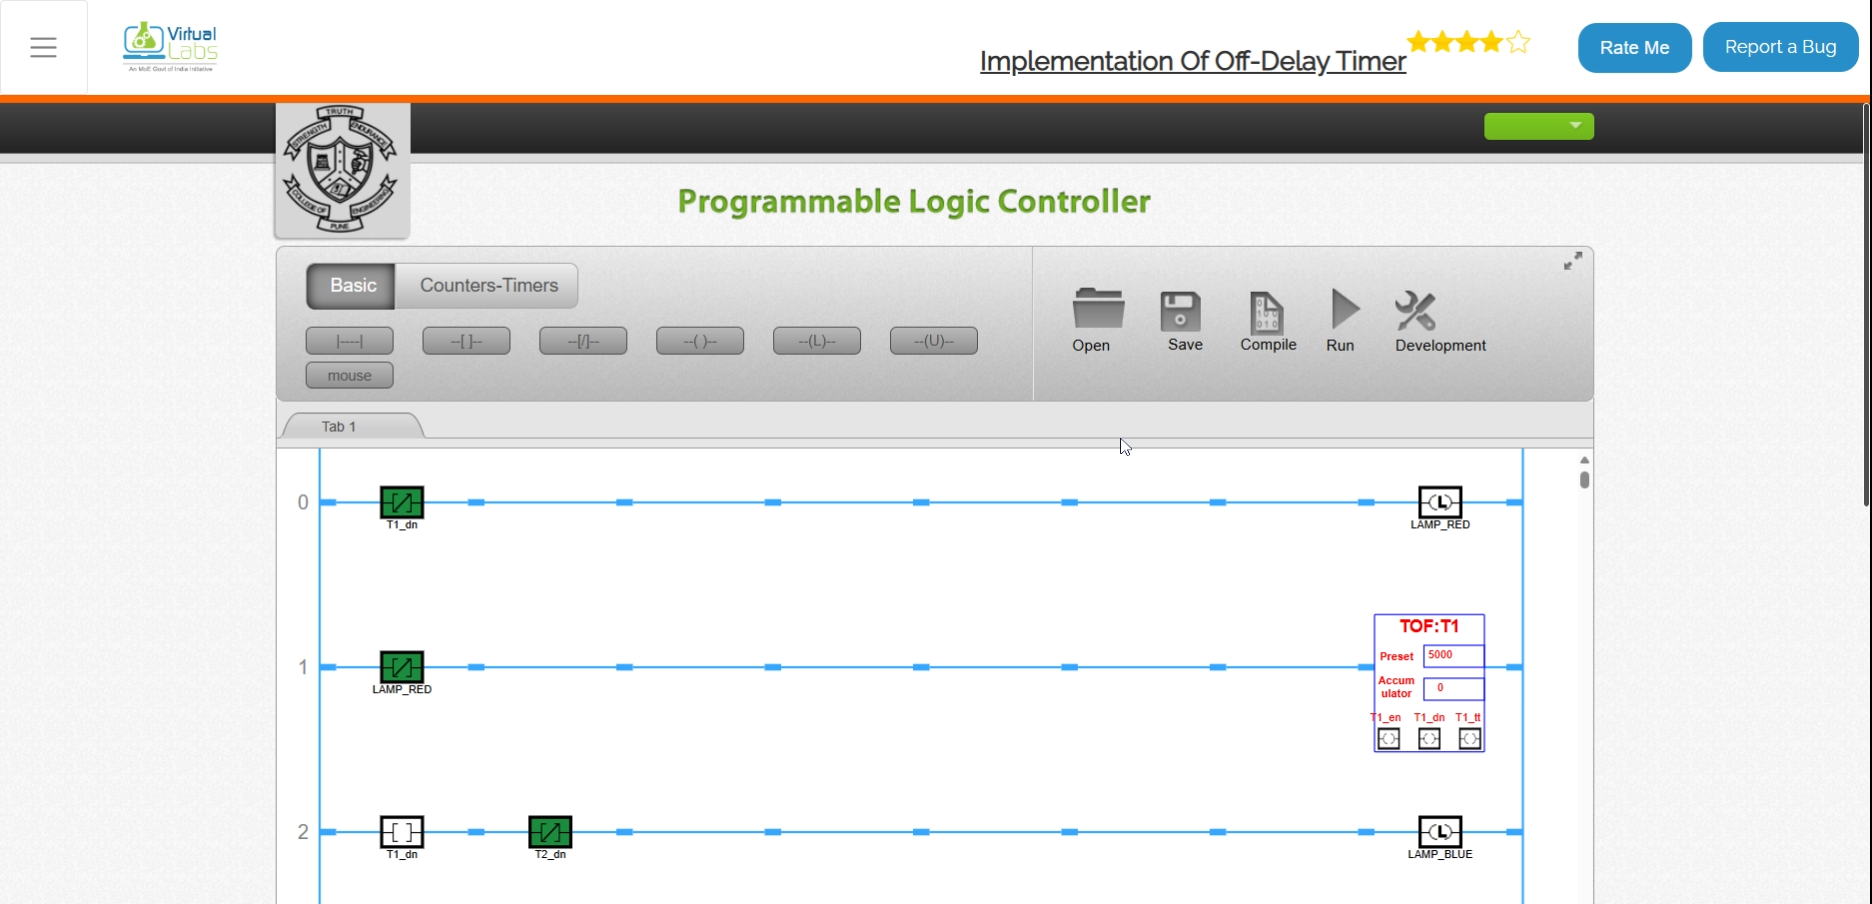 Virtual
Labs
An MoE Govt of India Initiative
Implementation Of Off-Delay Timer
Rate Me
Report a Bug
TRUTH
STRENGTH
ENDURANCE
COLLEGE OF
ENGINEERING
PUNE
Programmable Logic Controller
Basic
Counters-Timers
|----|
--[ ]--
--[/]--
--( )--
--(L)--
--(U)--
mouse
Open
Save
Compile
Run
Development
Tab 1
0
T1_dn
L
LAMP_RED
1
LAMP_RED
TOF:T1
Preset
5000
Accum
ulator
0
T1_en T1_dn T1_tt
2
T1_dn
T2_dn
L
LAMP_BLUE